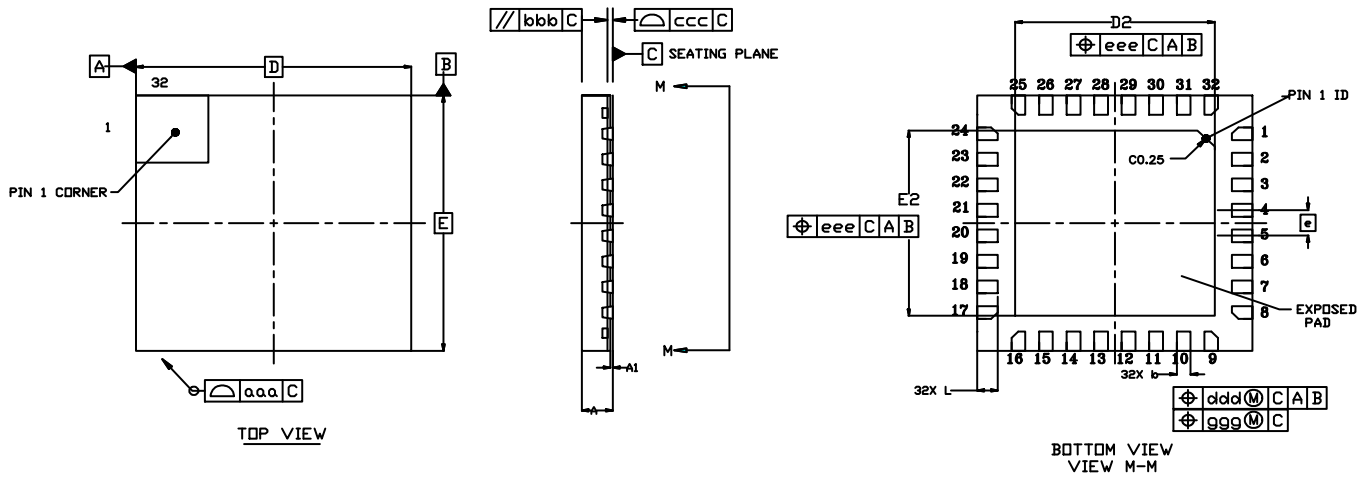 // bbb C
⌓ ccc C
C SEATING PLANE
A
D
B
32
1
PIN 1 CORNER
E
⌓ aaa C
TOP VIEW
M
M
A1
A
D2
⌖ eee C A B
25 26 27 28 29 30 31 32
PIN 1 ID
24
23
22
21
20
19
18
17
1
2
3
4
5
6
7
8
C0.25
E2
⌖ eee C A B
e
EXPOSED
PAD
16 15 14 13 12 11 10 9
32X L
32X b
⌖ ddd Ⓜ C A B
⌖ ggg Ⓜ C
BOTTOM VIEW
VIEW M-M